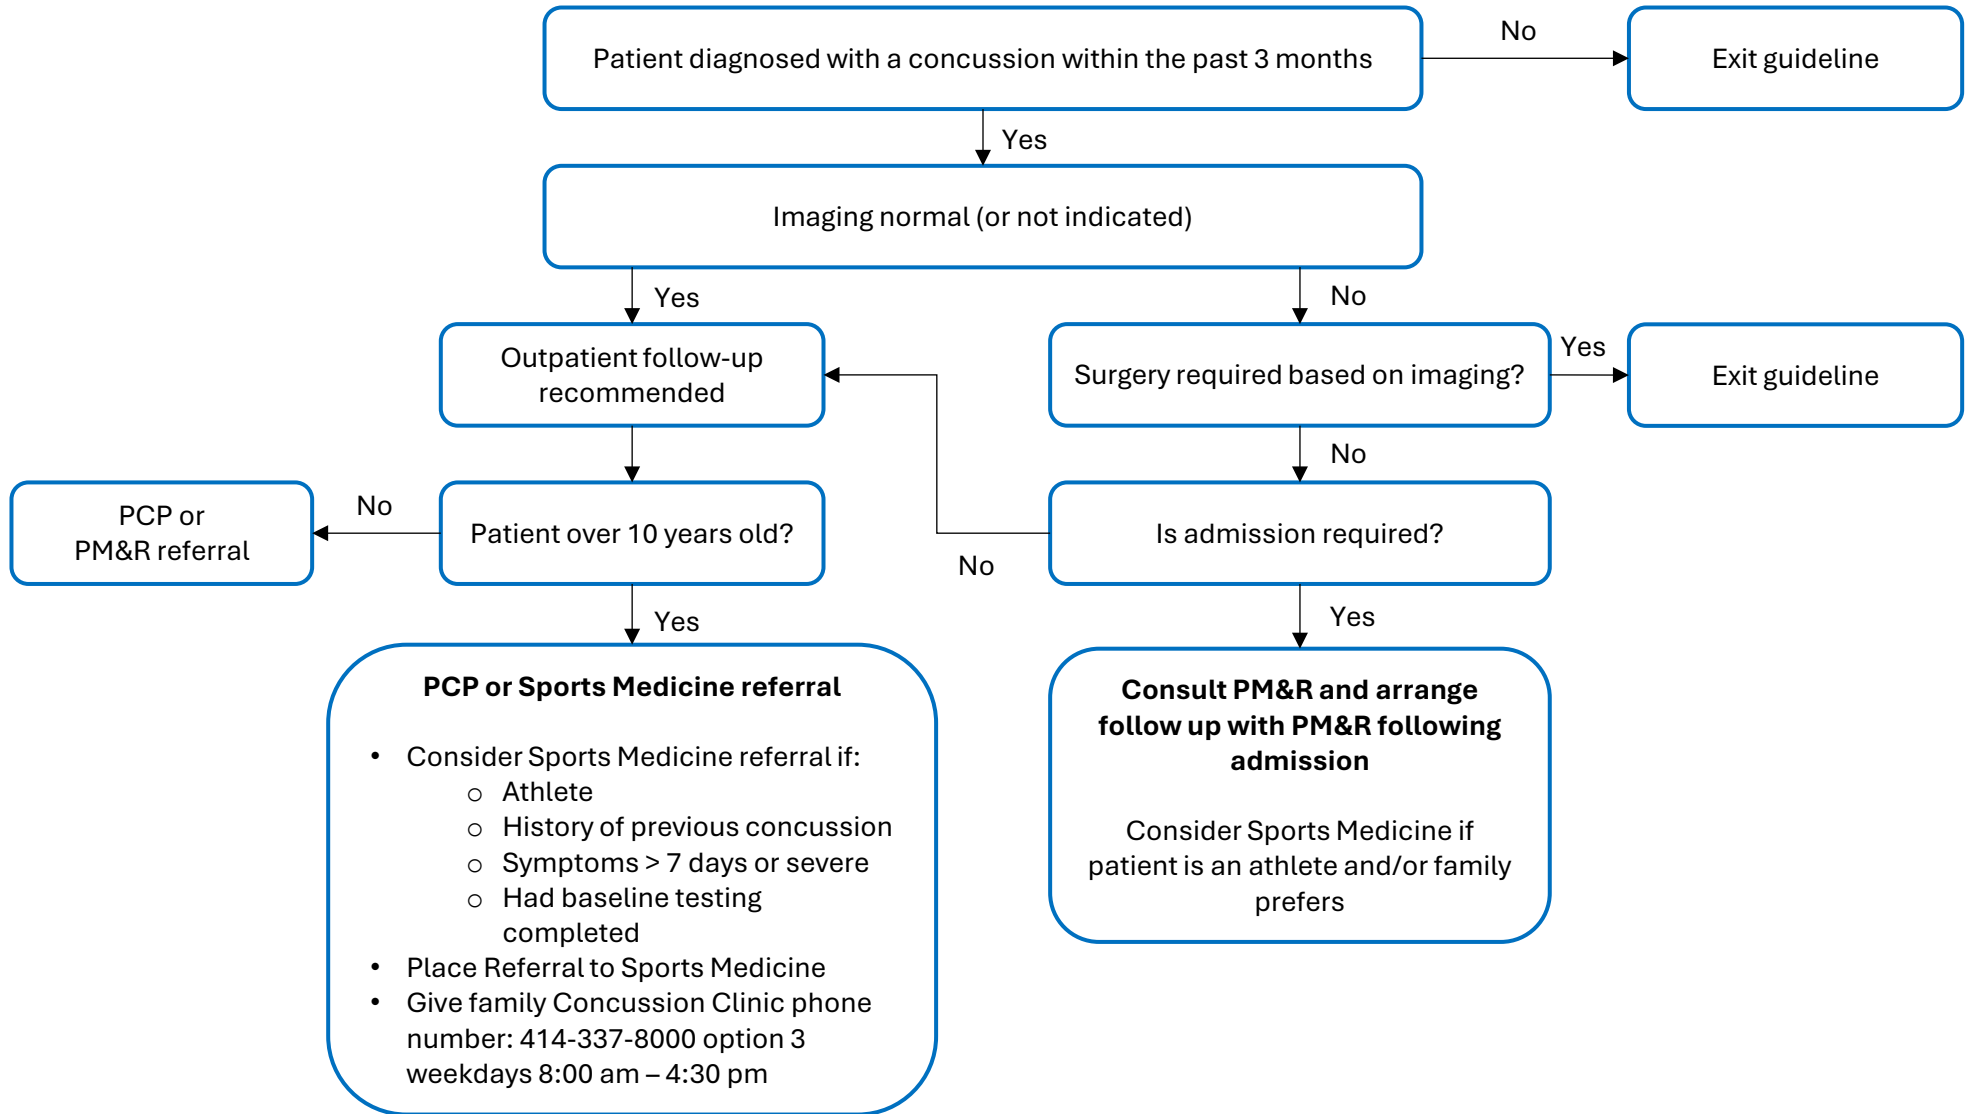 Patient diagnosed with a concussion within the past 3 months
No
Exit guideline
Yes
Imaging normal (or not indicated)
Yes
No
Outpatient follow-up
recommended
Surgery required based on imaging?
Yes
Exit guideline
No
PCP or
PM&R referral
No
Patient over 10 years old?
No
Is admission required?
Yes
Yes
PCP or Sports Medicine referral
• Consider Sports Medicine referral if:
o Athlete
o History of previous concussion
o Symptoms > 7 days or severe
o Had baseline testing
completed
• Place Referral to Sports Medicine
• Give family Concussion Clinic phone
number: 414-337-8000 option 3
weekdays 8:00 am – 4:30 pm
Consult PM&R and arrange
follow up with PM&R following
admission
Consider Sports Medicine if
patient is an athlete and/or family
prefers